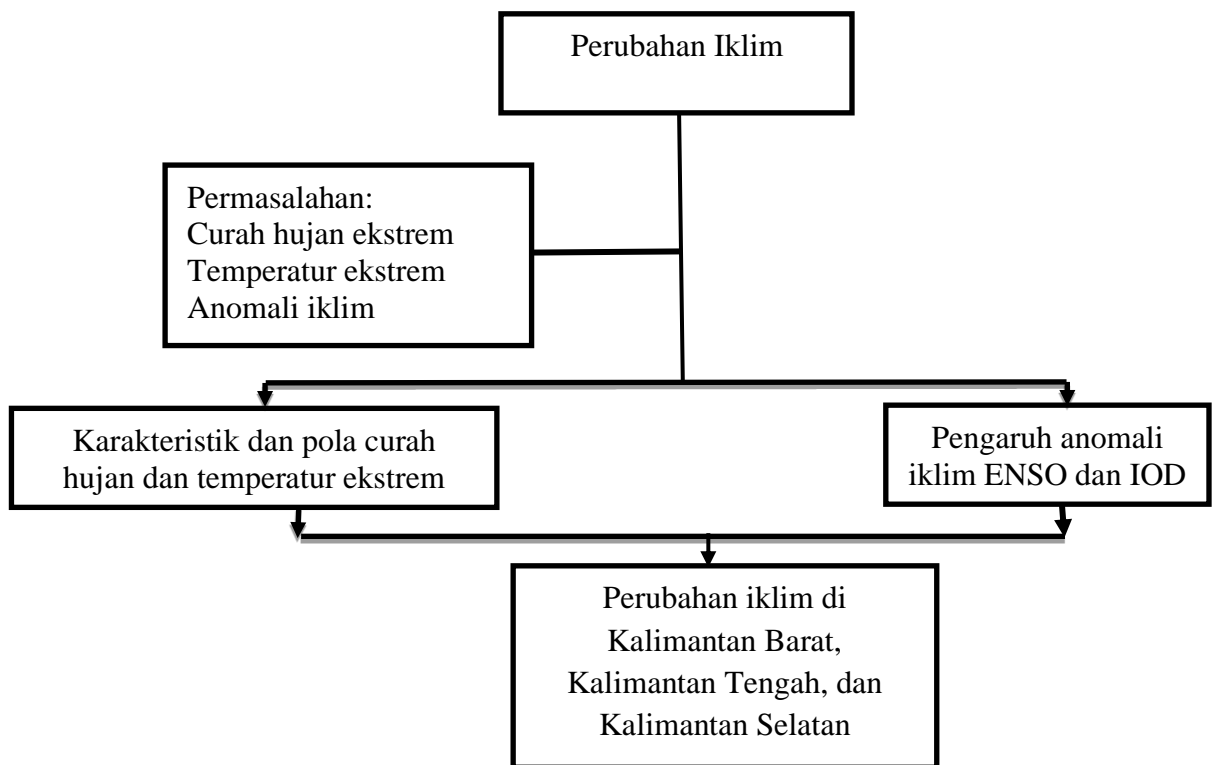 Perubahan Iklim
Permasalahan:
Curah hujan ekstrem
Temperatur ekstrem
Anomali iklim
Karakteristik dan pola curah
hujan dan temperatur ekstrem
Pengaruh anomali
iklim ENSO dan IOD
Perubahan iklim di
Kalimantan Barat,
Kalimantan Tengah, dan
Kalimantan Selatan